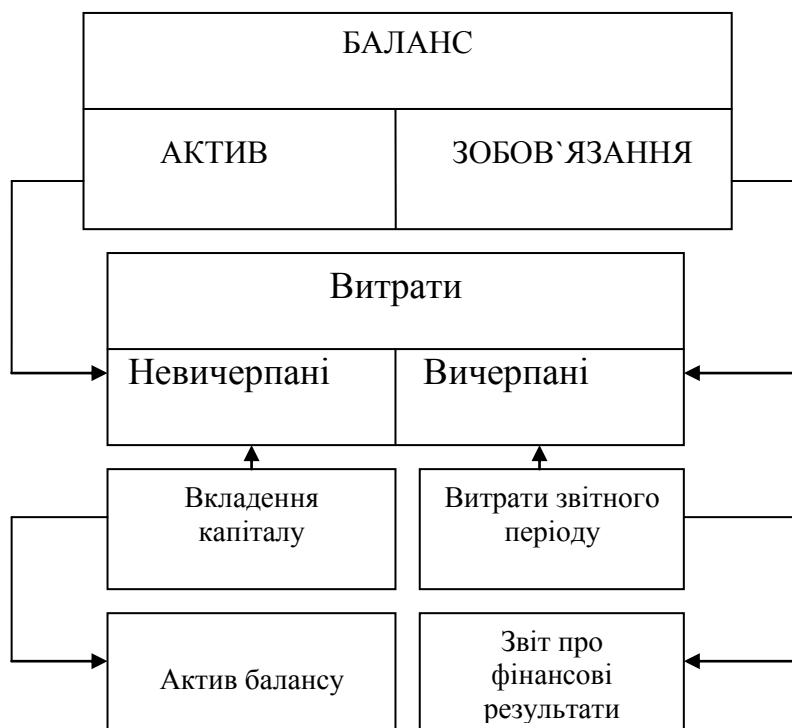 БАЛАНС
АКТИВ
ЗОБОВ`ЯЗАННЯ
Витрати
Невичерпані
Вичерпані
Вкладення
капіталу
Витрати звітного
періоду
Актив балансу
Звіт про
фінансові
результати